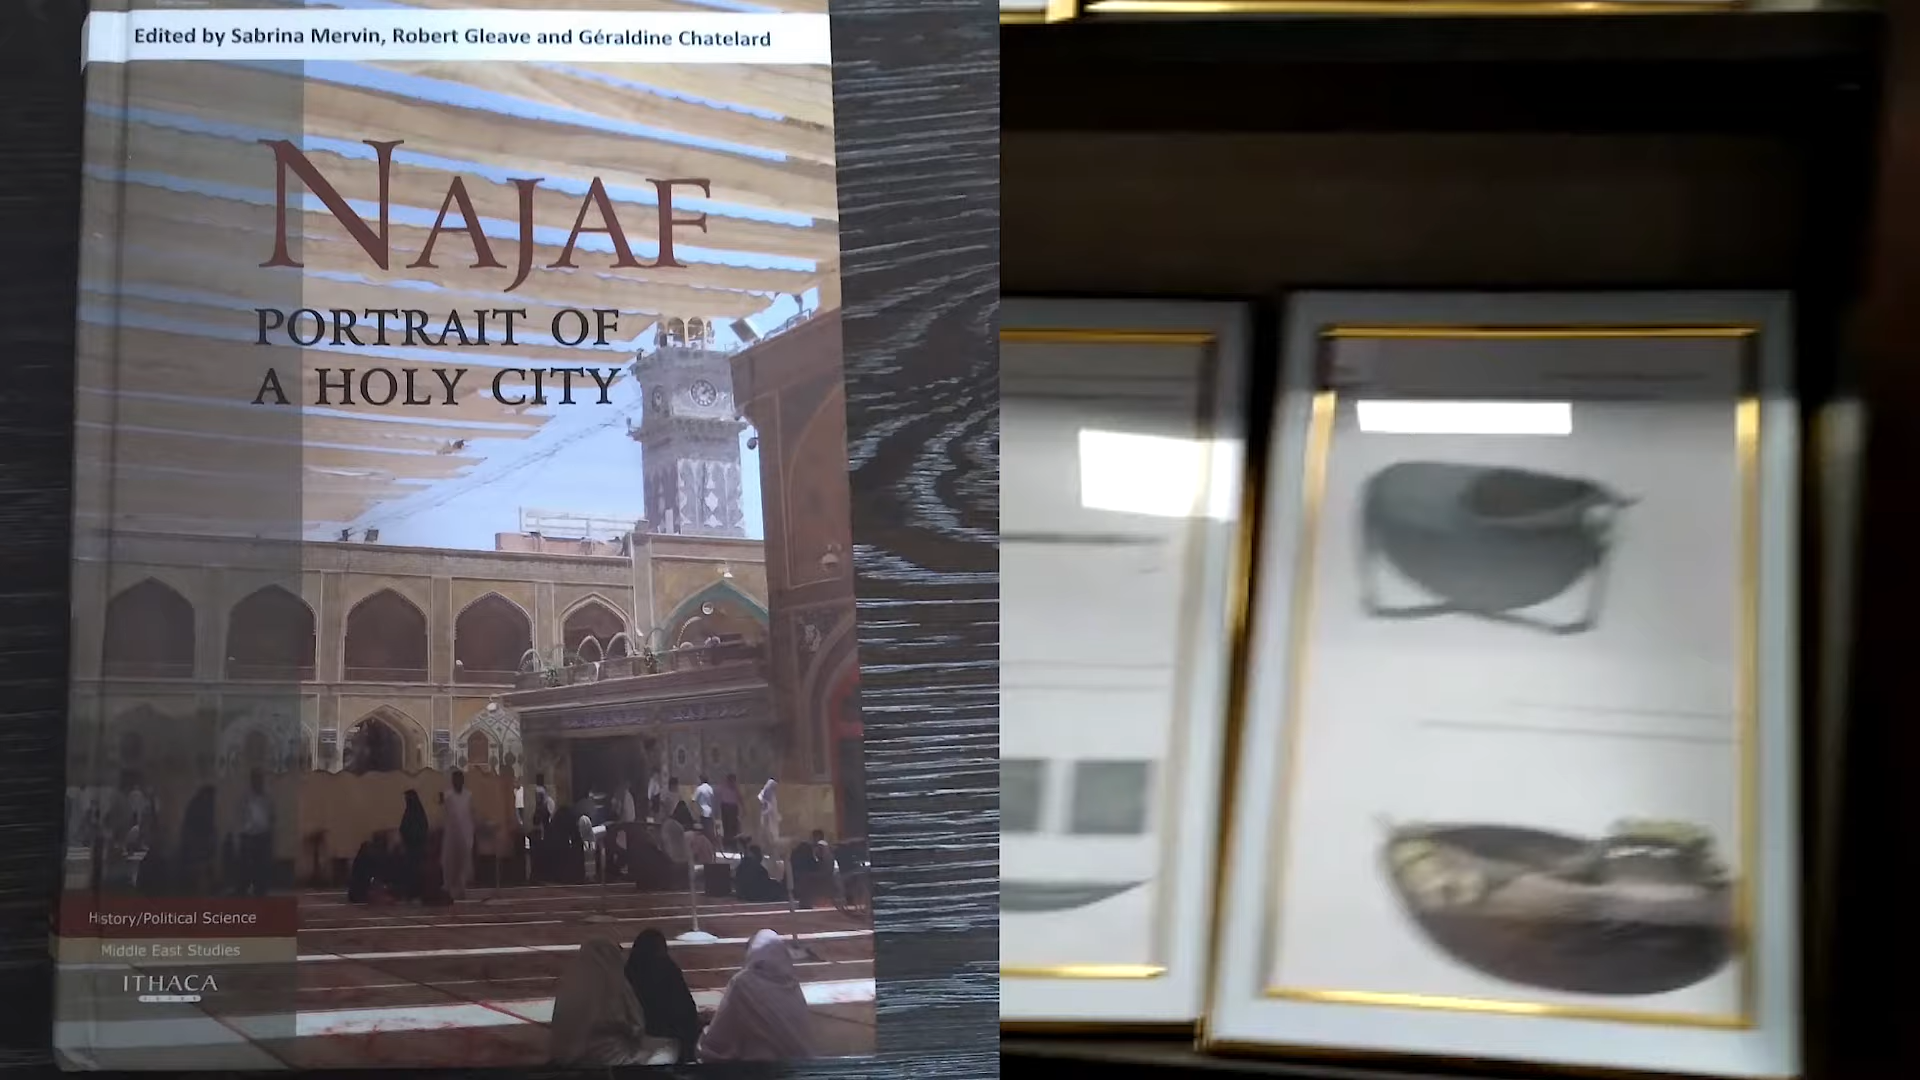 Edited by Sabrina Mervin, Robert Gleave and Géraldine Chatelard
NAJAF
PORTRAIT OF
A HOLY CITY
History/Political Science
Middle East Studies
ITHACA